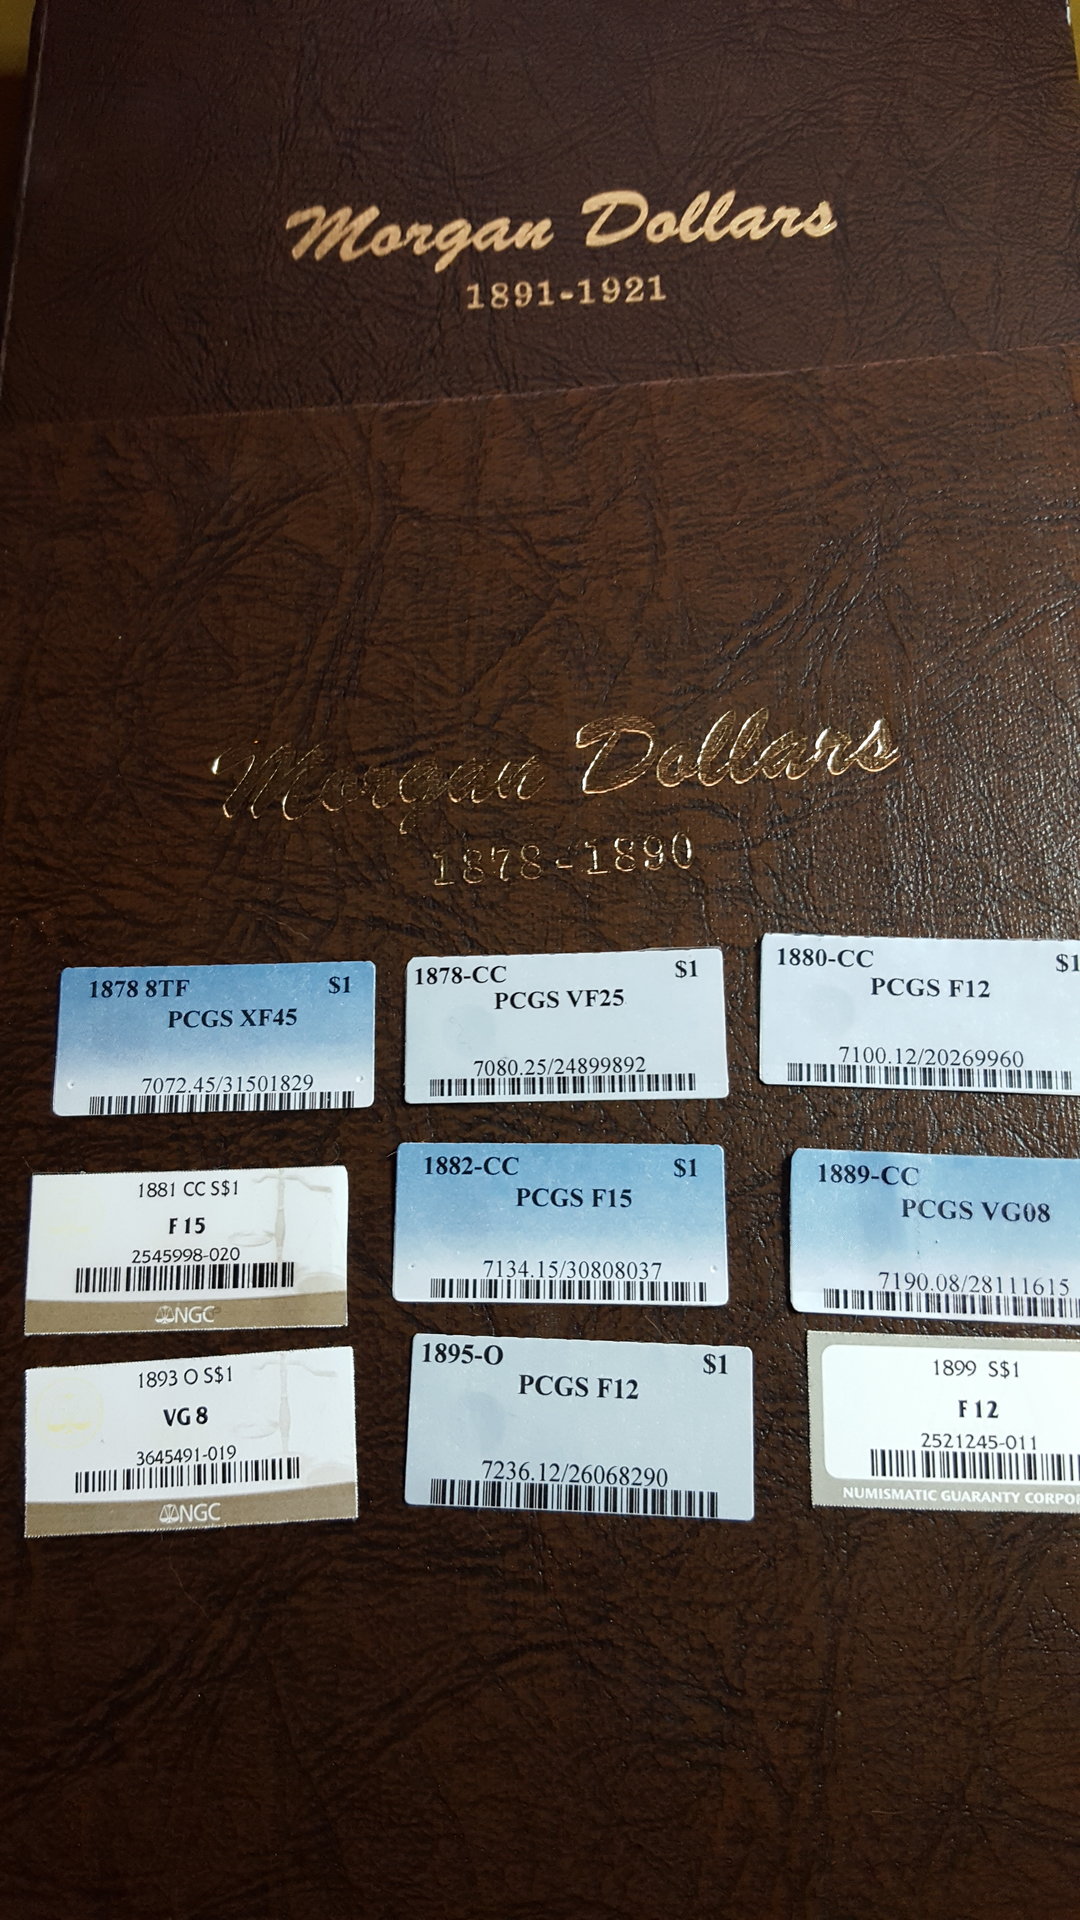 Morgan Dollars
1891-1921
Morgan Dollars
1878-1890
1878 8TF $1
PCGS XF45
7072.45/31501829
1878-CC $1
PCGS VF25
7080.25/24899892
1880-CC $1
PCGS F12
7100.12/20269960
1881 CC S$1
F 15
2545998-020
NGC
1882-CC $1
PCGS F15
7134.15/30808037
1889-CC
PCGS VG08
7190.08/28111615
1893 O S$1
VG 8
3645491-019
NGC
1895-O $1
PCGS F12
7236.12/26068290
1899 S$1
F 12
2521245-011
NUMISMATIC GUARANTY CORPOR